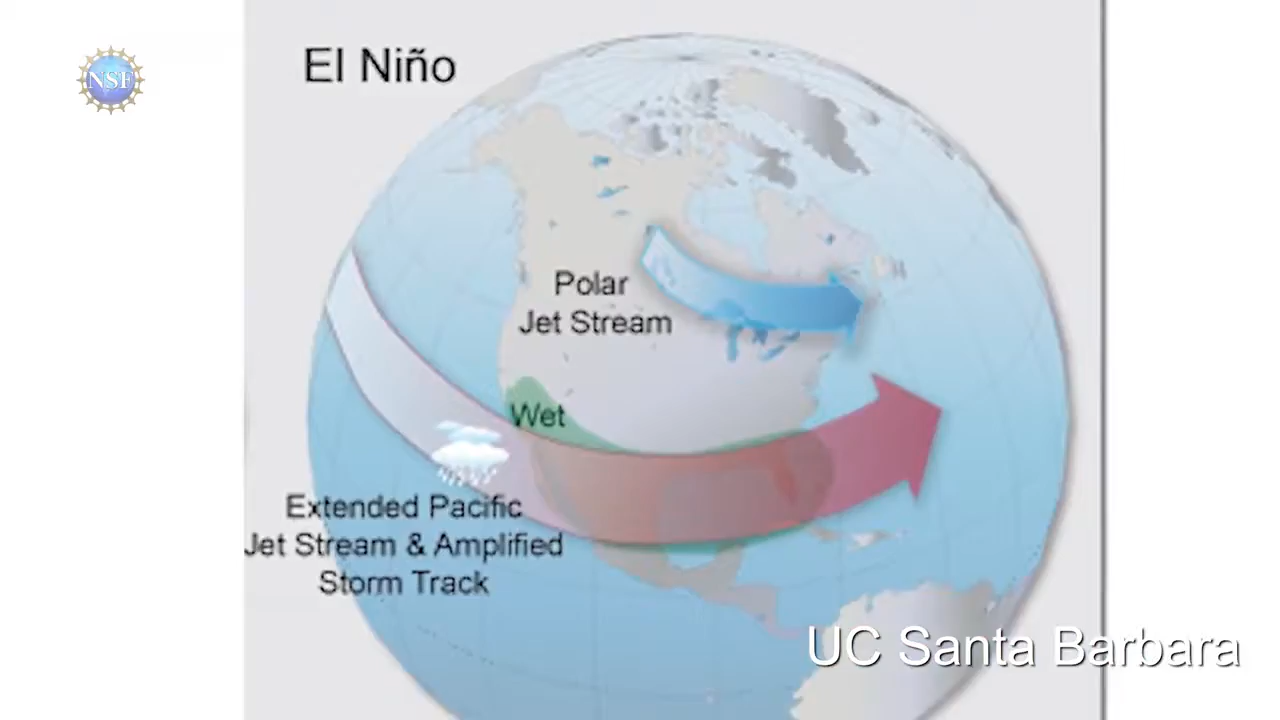 El Niño
NSF
Polar
Jet Stream
Wet
Extended Pacific
Jet Stream & Amplified
Storm Track
UC Santa Barbara